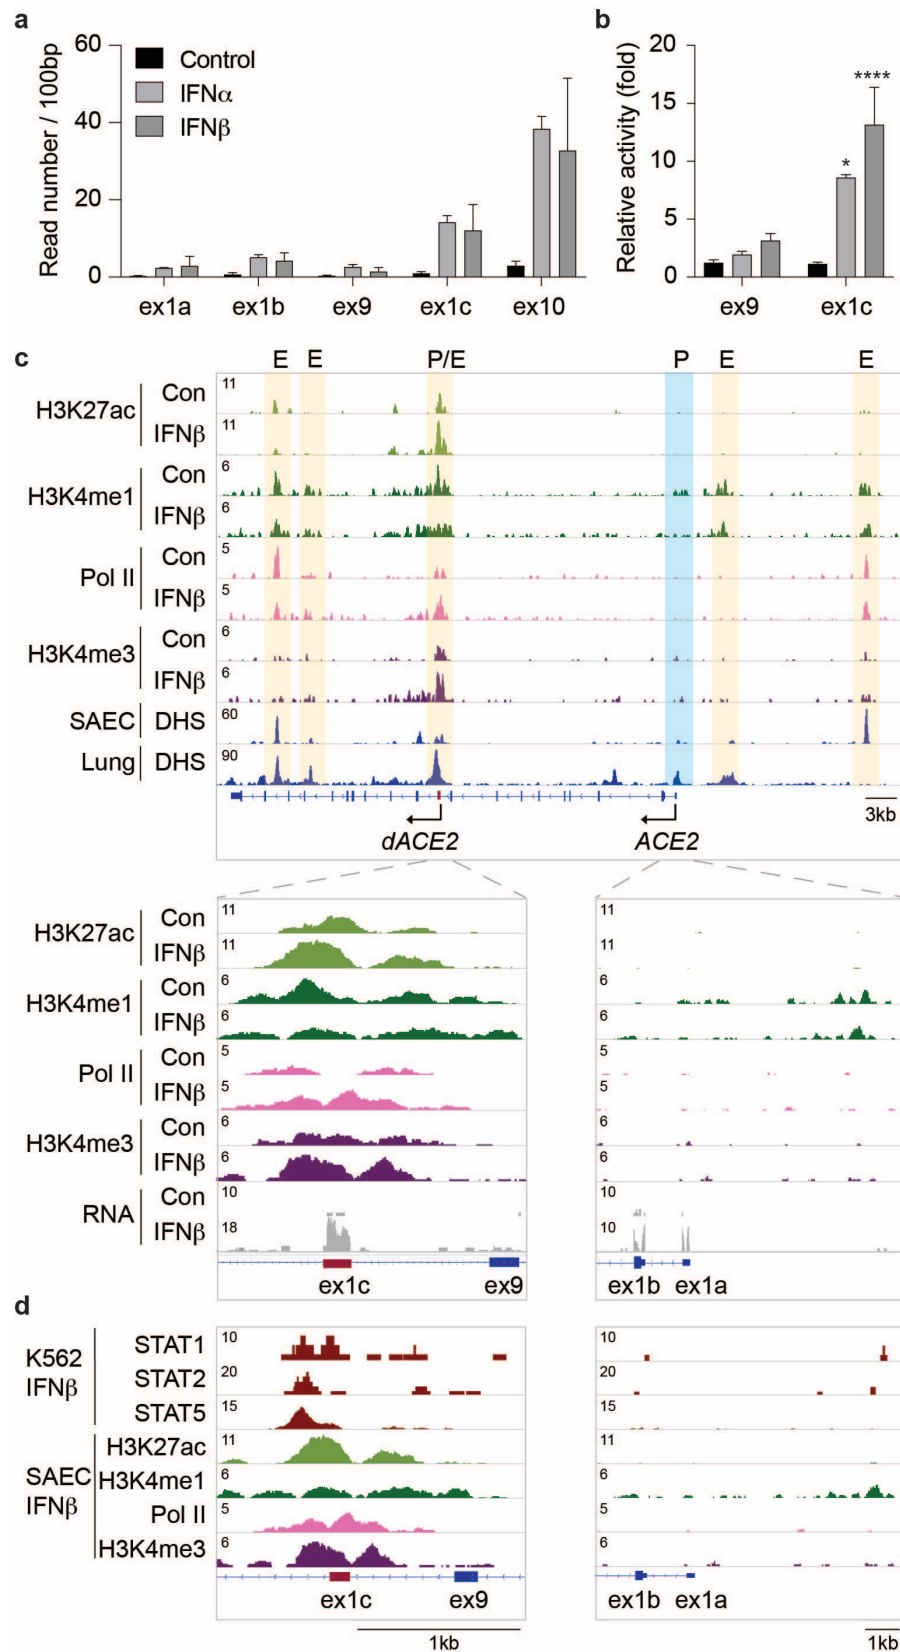 a
60
40
20
0
Read number / 100bp
Control
IFNα
IFNβ
ex1a
ex1b
ex9
ex1c
ex10
b
20
15
10
5
0
Relative activity (fold)
*
****
ex9
ex1c
c
E
E
P/E
P
E
E
H3K27ac
Con
11
IFNβ
11
H3K4me1
Con
6
IFNβ
6
Pol II
Con
5
IFNβ
5
H3K4me3
Con
6
IFNβ
6
SAEC
DHS
60
Lung
DHS
90
3kb
dACE2
ACE2
H3K27ac
Con
11
11
IFNβ
11
11
H3K4me1
Con
6
6
IFNβ
6
6
Pol II
Con
5
5
IFNβ
5
5
H3K4me3
Con
6
6
IFNβ
6
6
RNA
Con
10
10
IFNβ
18
10
ex1c
ex9
ex1b
ex1a
d
K562
IFNβ
STAT1
10
10
STAT2
20
20
STAT5
15
15
SAEC
IFNβ
H3K27ac
11
11
H3K4me1
6
6
Pol II
5
5
H3K4me3
6
6
ex1c
ex9
ex1b
ex1a
1kb
1kb